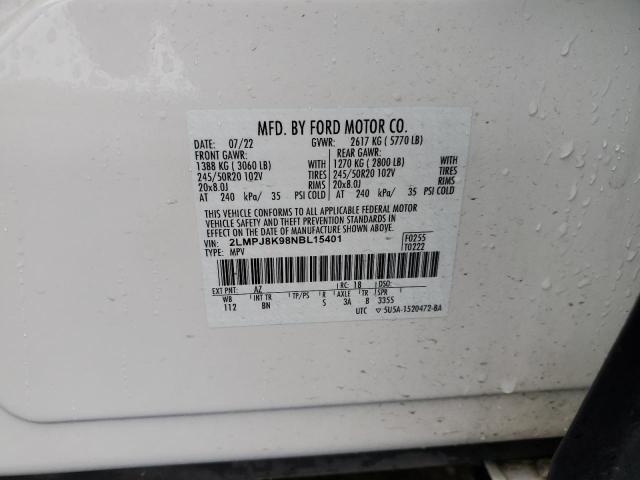 MFD. BY FORD MOTOR CO.
DATE: 07/22 GVWR: 2617 KG ( 5770 LB)
FRONT GAWR: REAR GAWR:
1388 KG ( 3060 LB) WITH 1270 KG ( 2800 LB) WITH
245/50R20 102V TIRES 245/50R20 102V TIRES
20x8.0J RIMS 20x8.0J RIMS
AT 240 kPa/ 35 PSI COLD AT 240 kPa/ 35 PSI COLD
THIS VEHICLE CONFORMS TO ALL APPLICABLE FEDERAL MOTOR
VEHICLE SAFETY AND THEFT PREVENTION STANDARDS IN
EFFECT ON THE DATE OF MANUFACTURE SHOWN ABOVE.
VIN: 2LMPJ8K98NBL15401 F0255
TYPE: MPV T0222
EXT PNT: AZ RC: 18 DSO:
WB INT TR TP/PS R AXLE TR SPR
112 BN S 3A B 3355
UTC ▽ 5U5A-1520472-BA